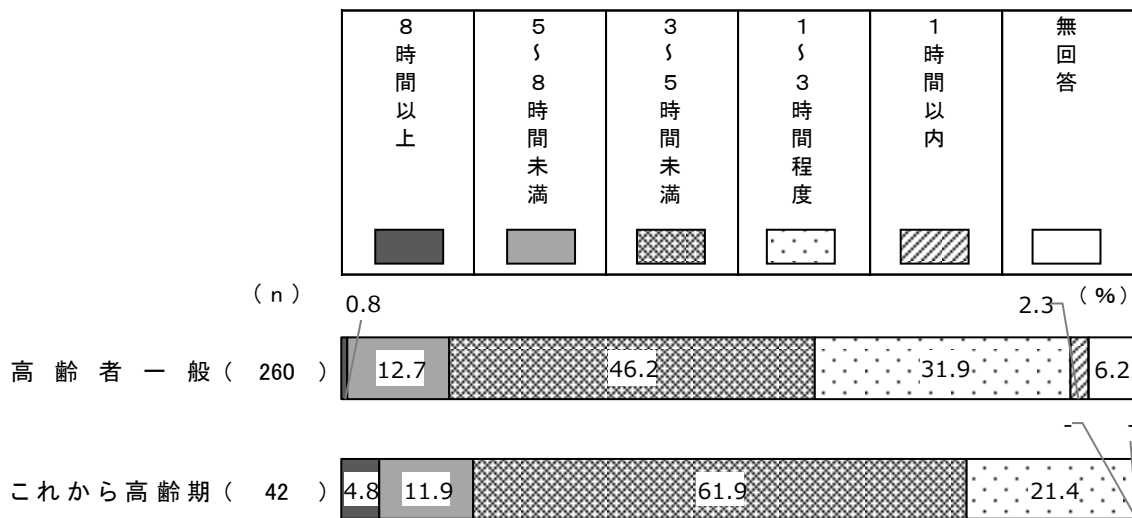 8時間以上
5～8時間未満
3～5時間未満
1～3時間程度
1時間以内
無回答
(n)
0.8
2.3
(%)
高齢者一般( 260 )
12.7
46.2
31.9
6.2
-
-
これから高齢期( 42 )
4.8
11.9
61.9
21.4